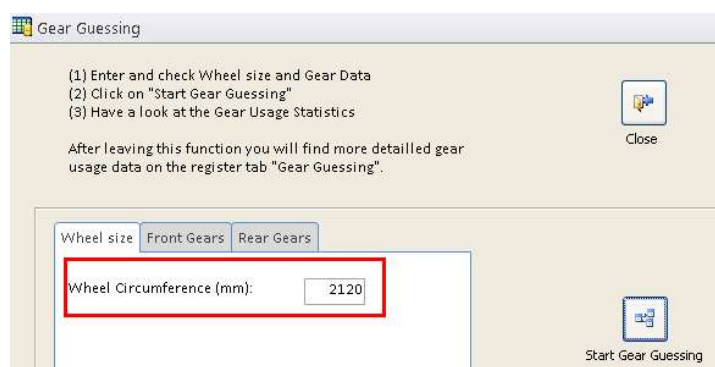 Gear Guessing
(1) Enter and check Wheel size and Gear Data
(2) Click on "Start Gear Guessing"
(3) Have a look at the Gear Usage Statistics
Close
After leaving this function you will find more detailled gear
usage data on the register tab "Gear Guessing".
Wheel size Front Gears Rear Gears
Wheel Circumference (mm): 2120
Start Gear Guessing